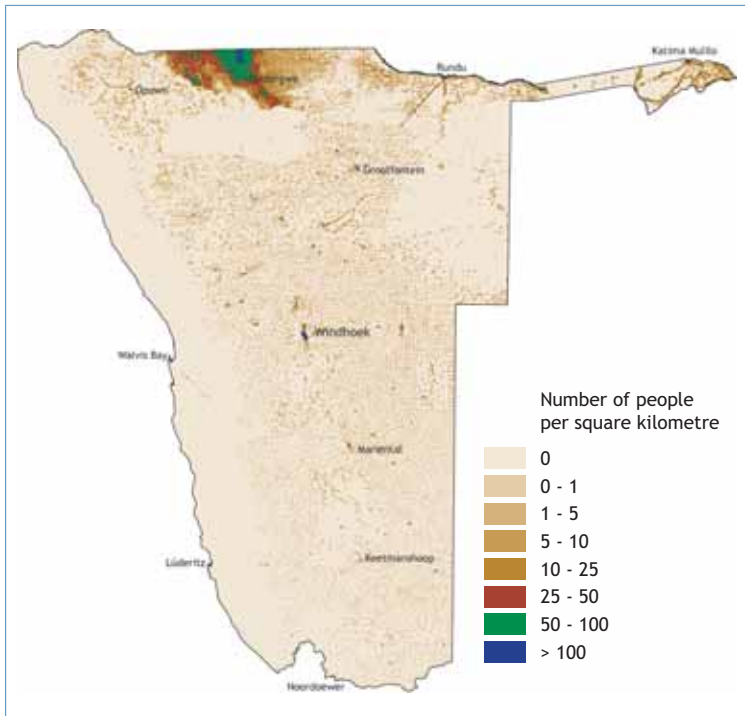 Katima Mulilo
Rundu
Opuwo
Grootfontein
Windhoek
Walvis Bay
Mariental
Lüderitz
Keetmanshoop
Noordoewer
Number of people
per square kilometre
0
0 - 1
1 - 5
5 - 10
10 - 25
25 - 50
50 - 100
> 100